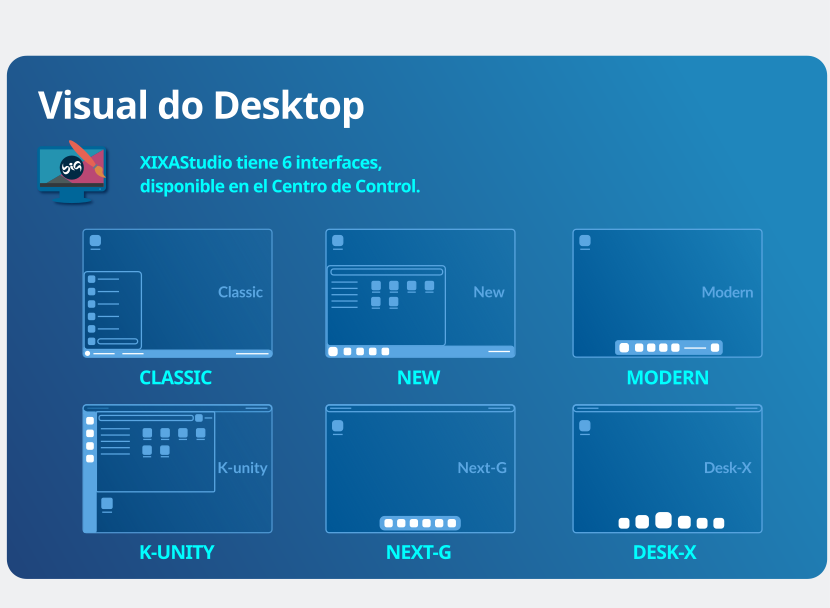 Visual do Desktop
XIXAStudio tiene 6 interfaces,
disponible en el Centro de Control.
Classic
New
Modern
CLASSIC
NEW
MODERN
K-unity
Next-G
Desk-X
K-UNITY
NEXT-G
DESK-X